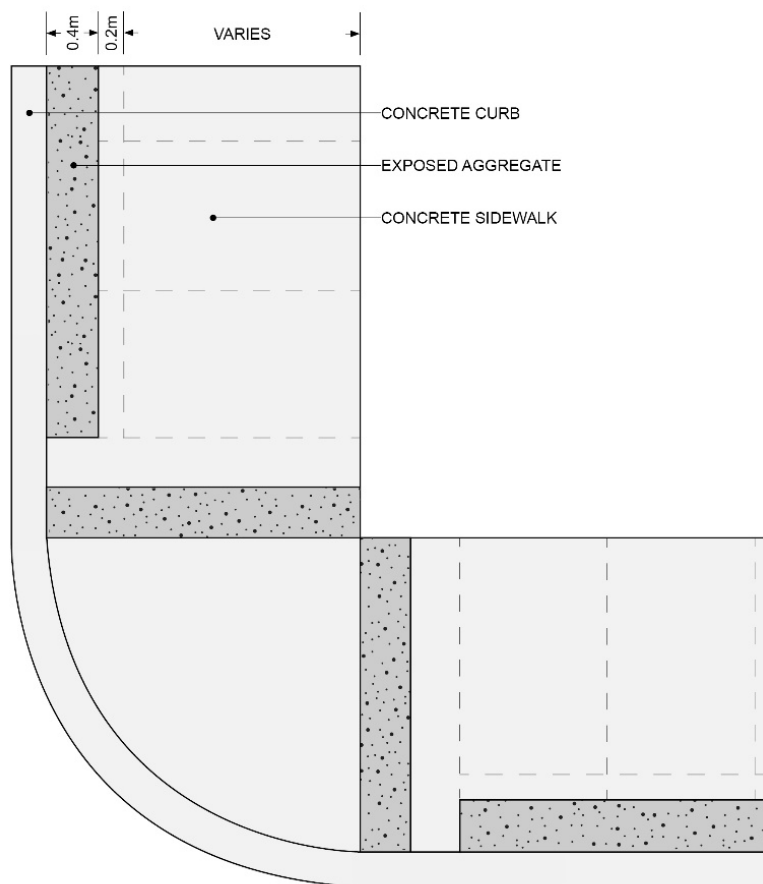 0.4m
0.2m
VARIES
CONCRETE CURB
EXPOSED AGGREGATE
CONCRETE SIDEWALK